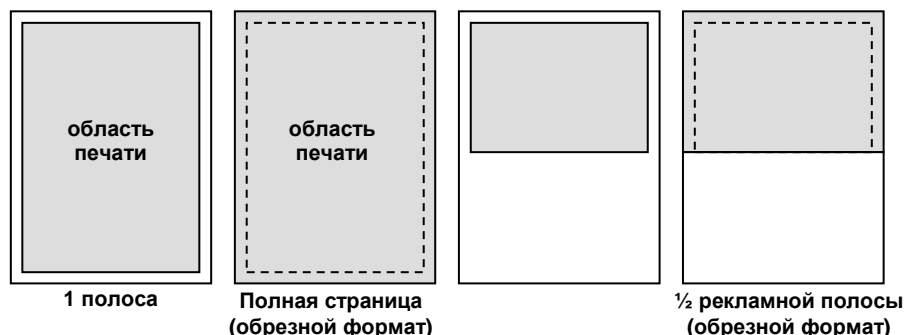 область
печати
область
печати
1 полоса
Полная страница
(обрезной формат)
½ рекламной полосы
(обрезной формат)